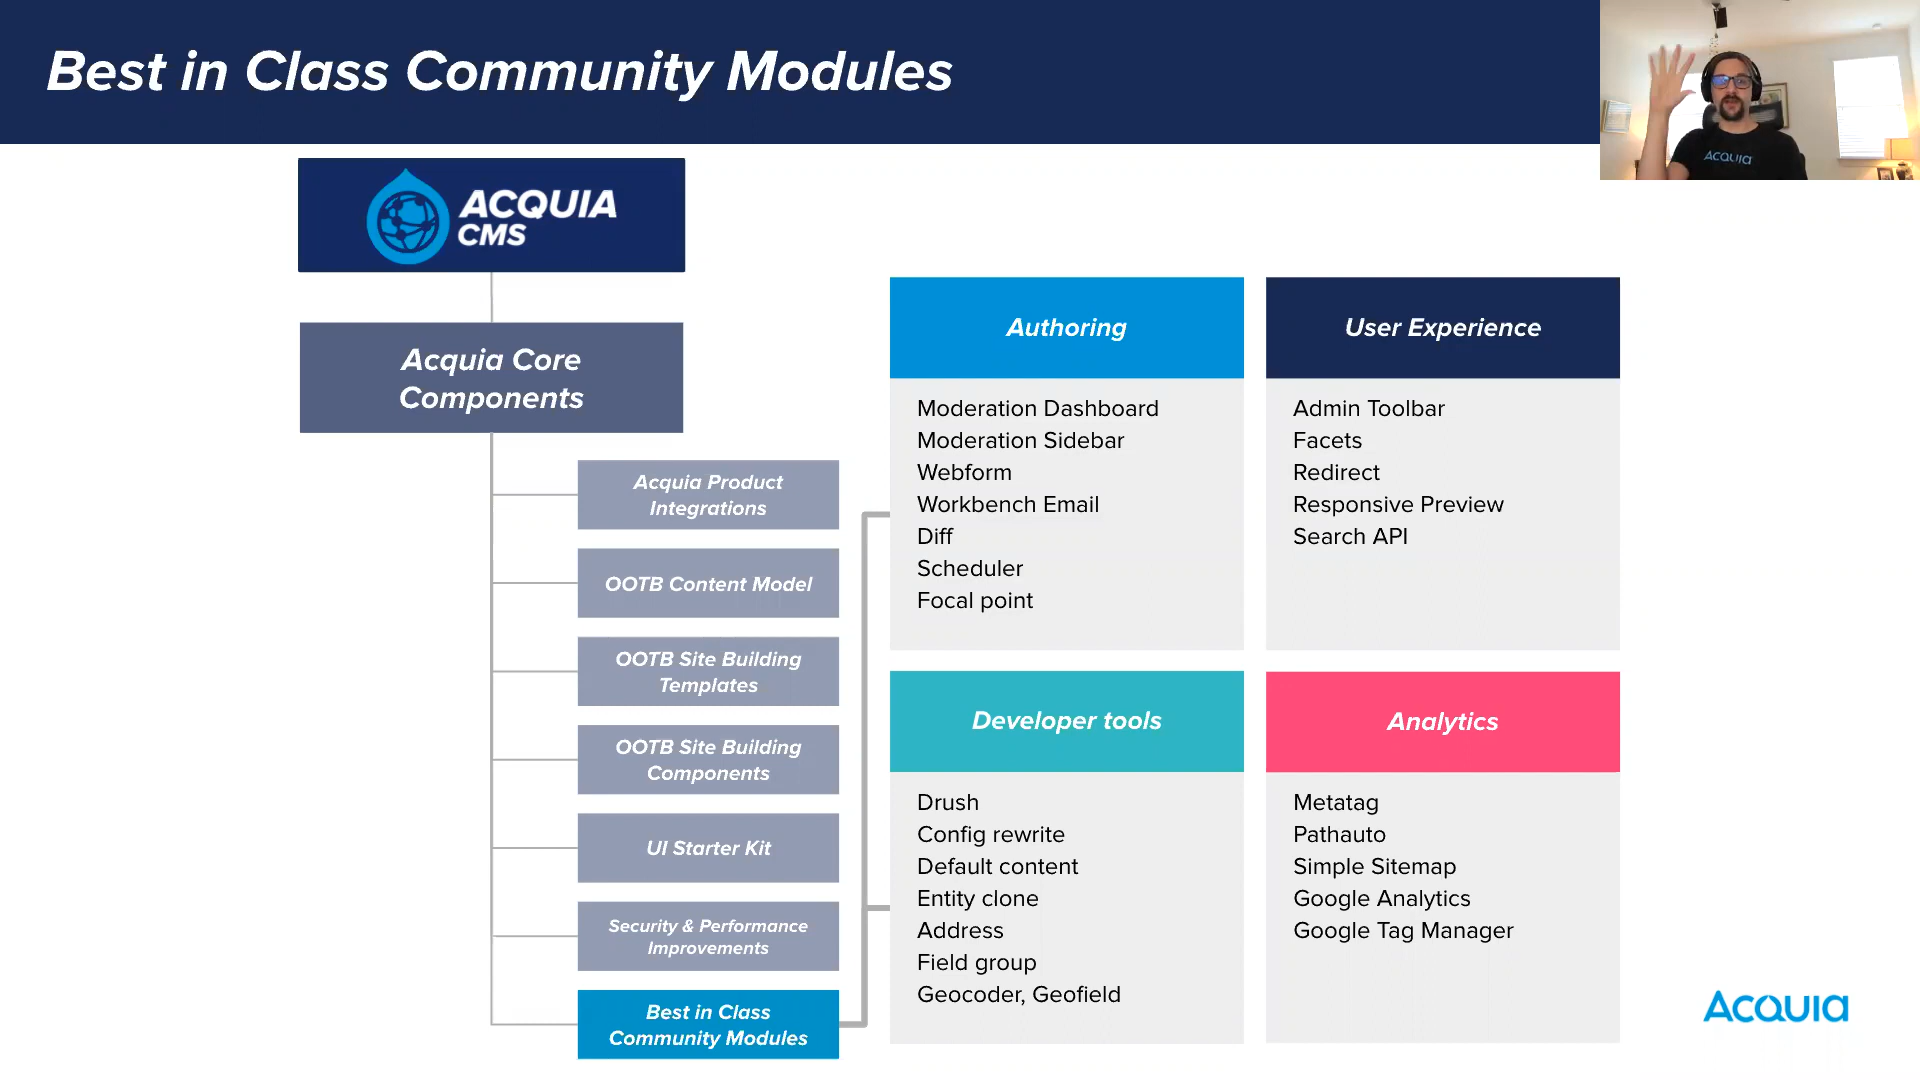 Best in Class Community Modules
Acquia
ACQUIA
CMS
Acquia Core
Components
Acquia Product
Integrations
OOTB Content Model
OOTB Site Building
Templates
OOTB Site Building
Components
UI Starter Kit
Security & Performance
Improvements
Best in Class
Community Modules
Authoring
Moderation Dashboard
Moderation Sidebar
Webform
Workbench Email
Diff
Scheduler
Focal point
User Experience
Admin Toolbar
Facets
Redirect
Responsive Preview
Search API
Developer tools
Drush
Config rewrite
Default content
Entity clone
Address
Field group
Geocoder, Geofield
Analytics
Metatag
Pathauto
Simple Sitemap
Google Analytics
Google Tag Manager
Acquia